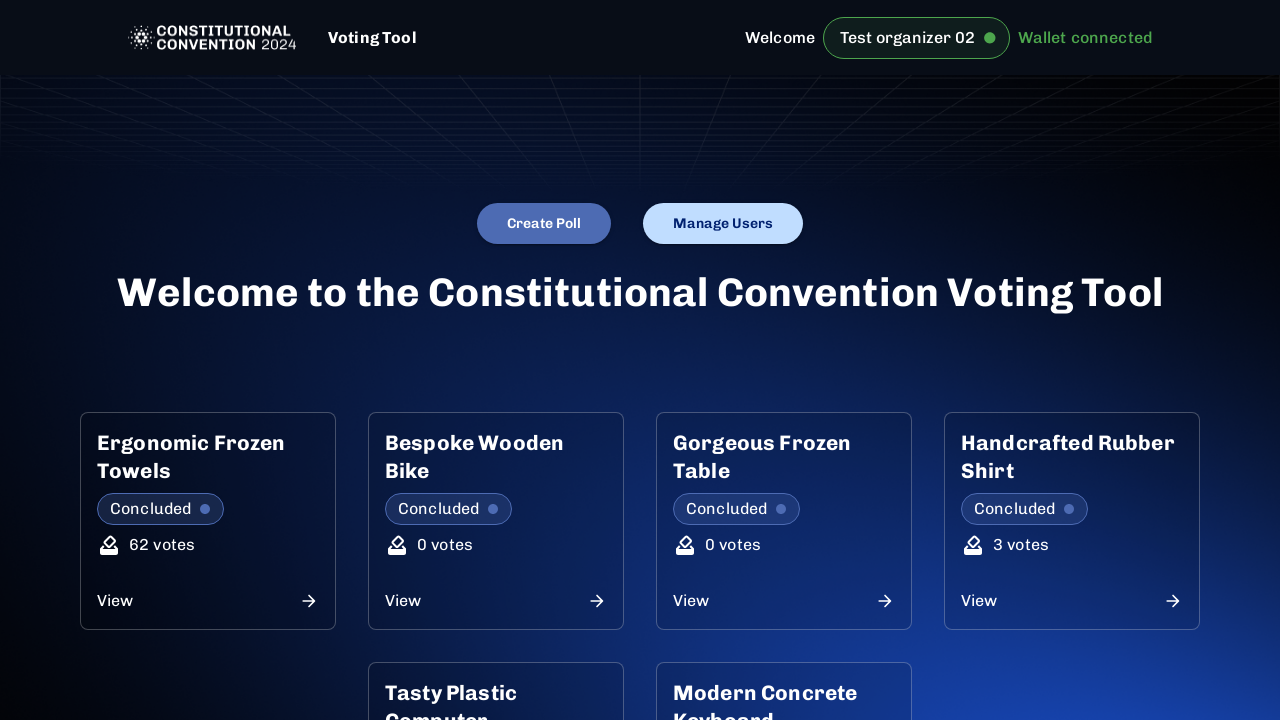 CONSTITUTIONAL
CONVENTION 2024
Voting Tool
Welcome
Test organizer 02
Wallet connected
Create Poll
Manage Users
Welcome to the Constitutional Convention Voting Tool
Ergonomic Frozen
Towels
Concluded
62 votes
View
Bespoke Wooden
Bike
Concluded
0 votes
View
Gorgeous Frozen
Table
Concluded
0 votes
View
Handcrafted Rubber
Shirt
Concluded
3 votes
View
Tasty Plastic
Computer
Modern Concrete
Keyboard